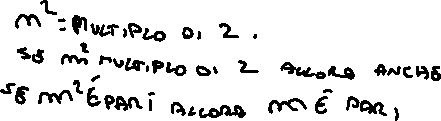 m² = MULTIPLO DI 2.
SE m² MULTIPLO DI 2 ALLORA ANCHE
SE m² É PARI ALLORA m É PARI